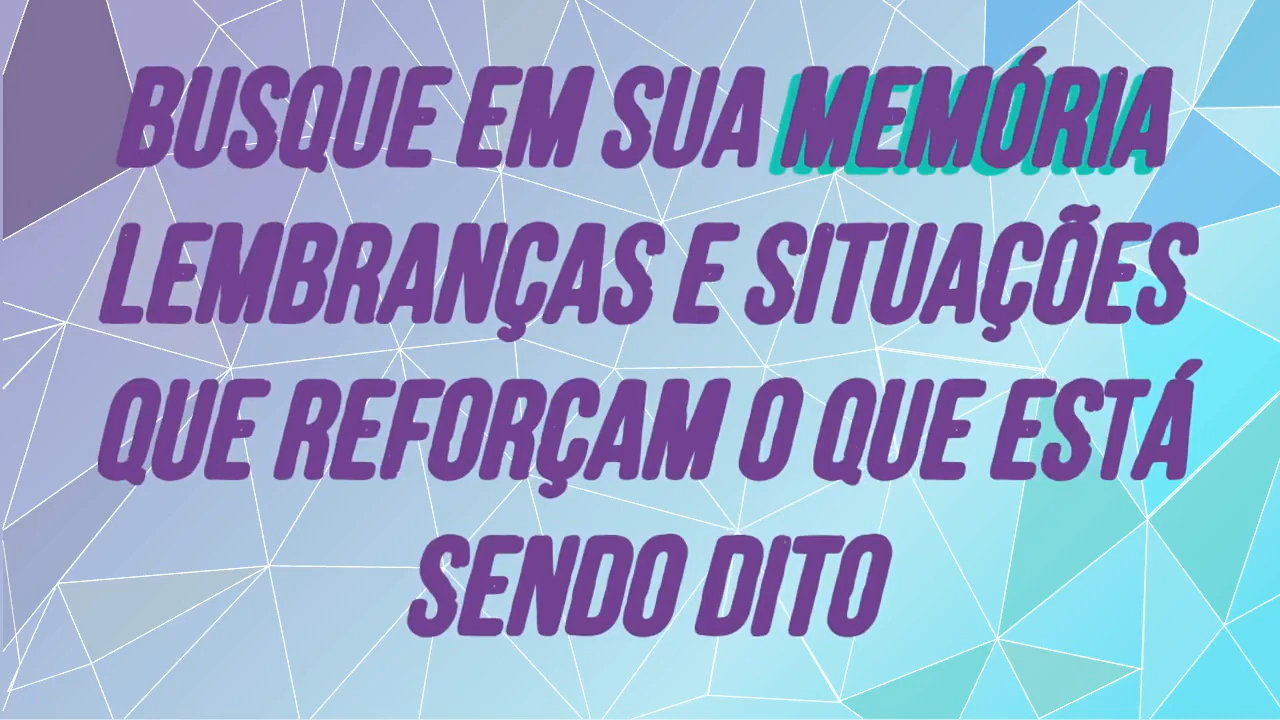 BUSQUE EM SUA MEMÓRIA
LEMBRANÇAS E SITUAÇÕES
QUE REFORÇAM O QUE ESTÁ
SENDO DITO